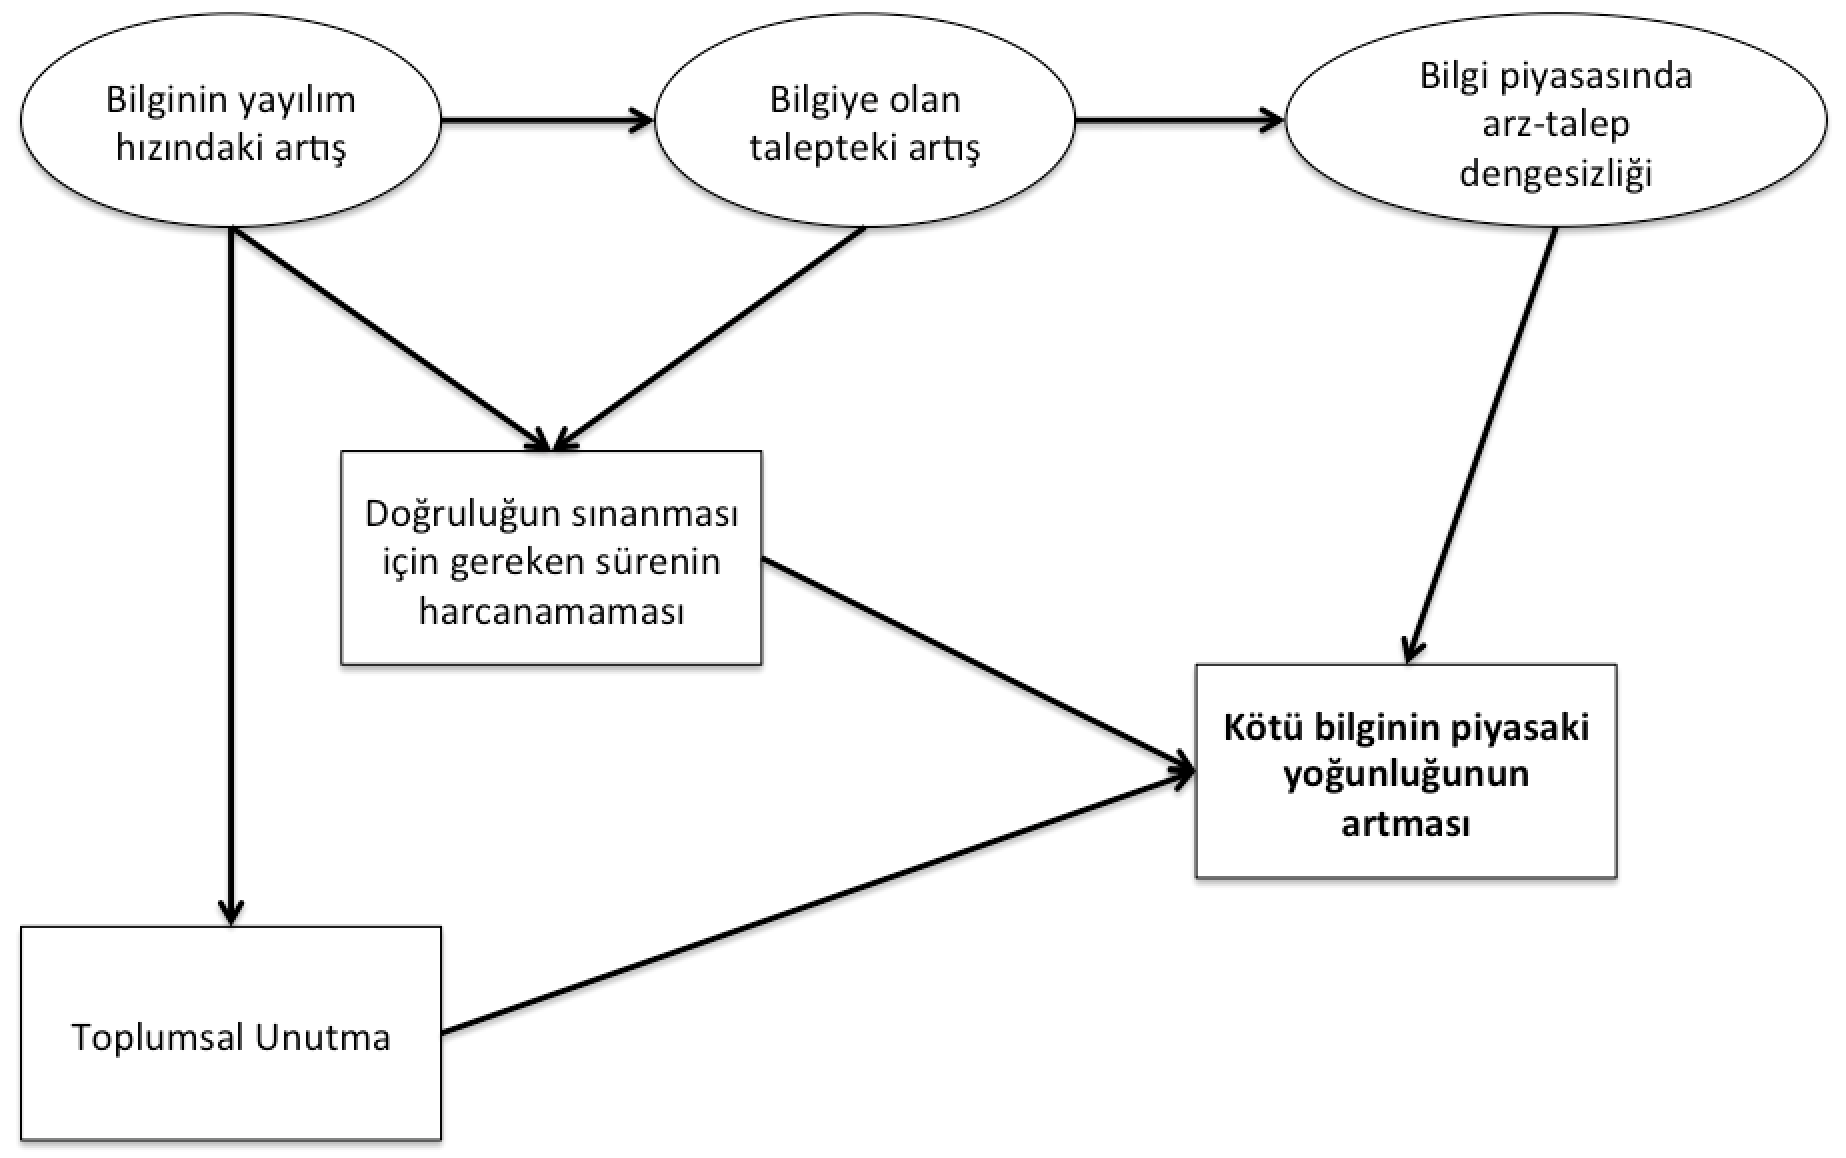 Bilginin yayılım
hızındaki artış
Bilgiye olan
talepteki artış
Bilgi piyasasında
arz-talep
dengesizliği
Doğruluğun sınanması
için gereken sürenin
harcanamaması
Kötü bilginin piyasaki
yoğunluğunun
artması
Toplumsal Unutma